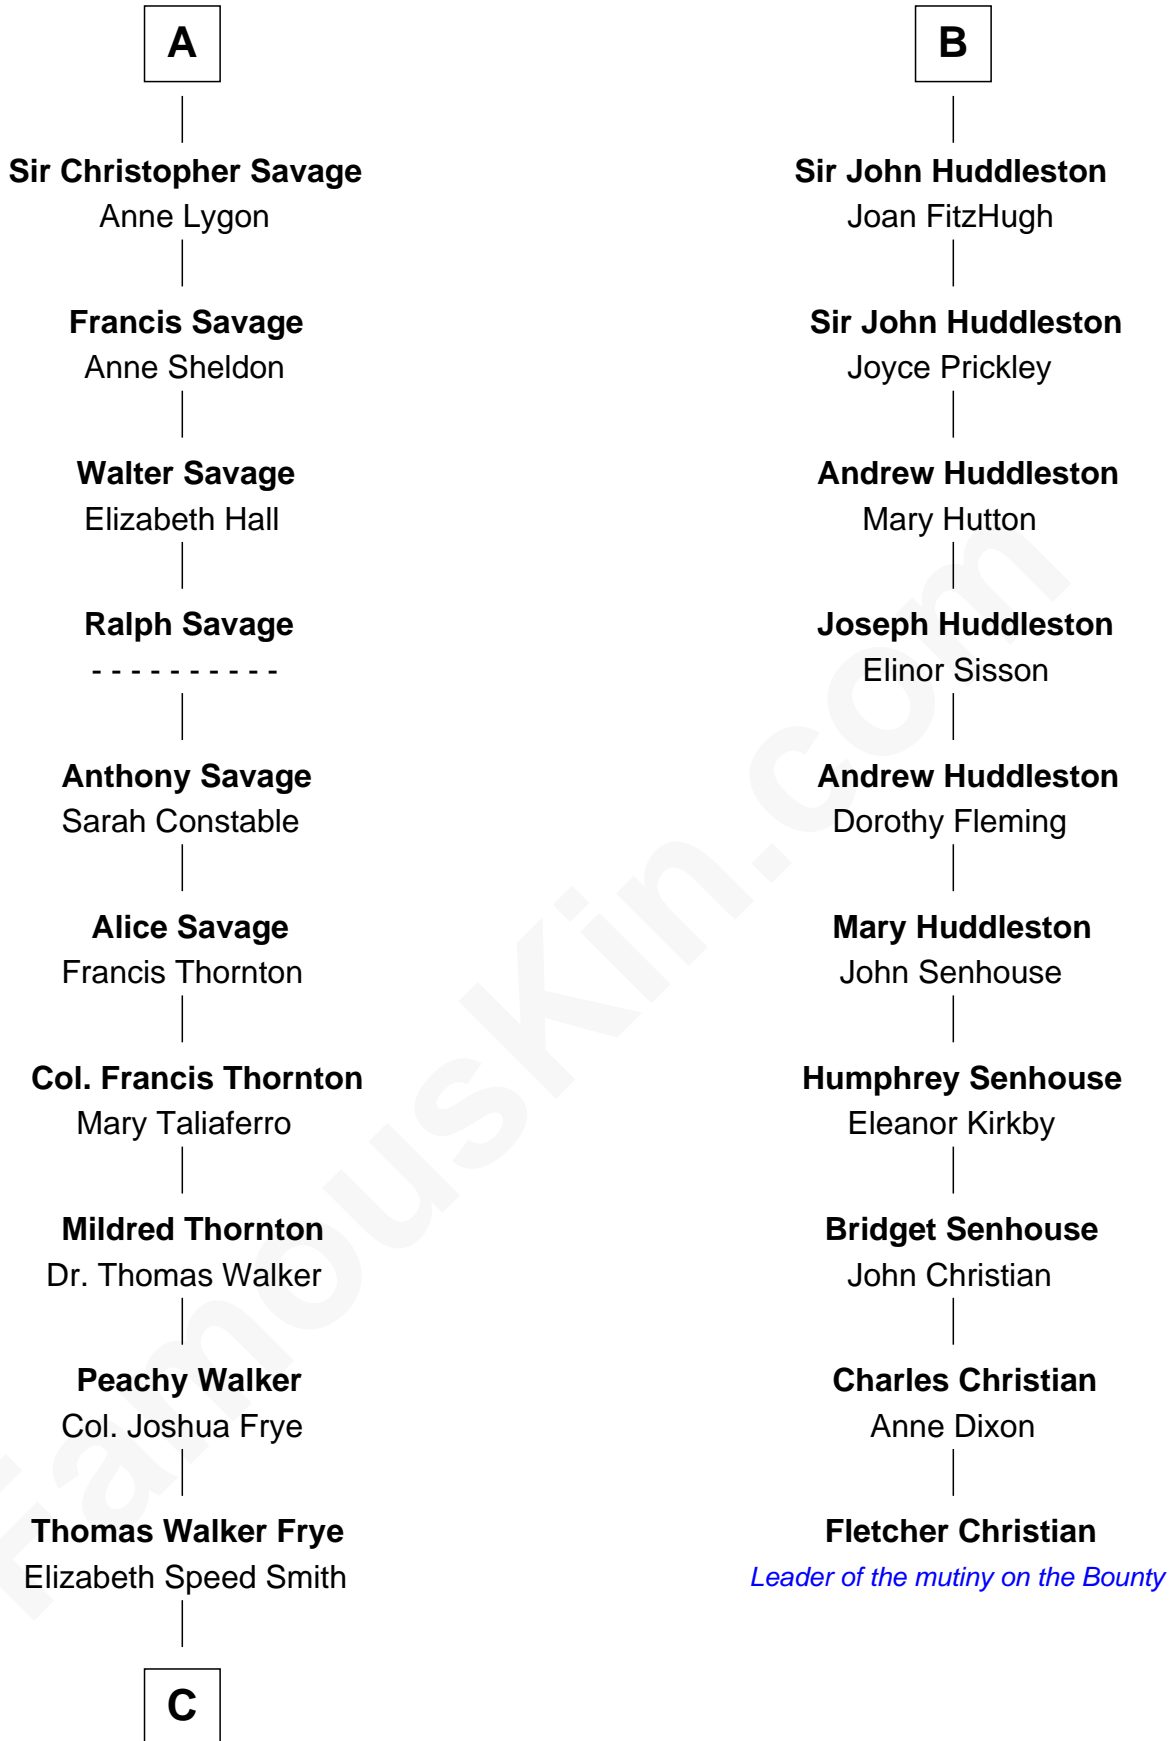 A
Sir Christopher Savage
Anne Lygon
Francis Savage
Anne Sheldon
Walter Savage
Elizabeth Hall
Ralph Savage
- - - - - - - - - -
Anthony Savage
Sarah Constable
Alice Savage
Francis Thornton
Col. Francis Thornton
Mary Taliaferro
Mildred Thornton
Dr. Thomas Walker
Peachy Walker
Col. Joshua Frye
Thomas Walker Frye
Elizabeth Speed Smith
C
B
Sir John Huddleston
Joan FitzHugh
Sir John Huddleston
Joyce Prickley
Andrew Huddleston
Mary Hutton
Joseph Huddleston
Elinor Sisson
Andrew Huddleston
Dorothy Fleming
Mary Huddleston
John Senhouse
Humphrey Senhouse
Eleanor Kirkby
Bridget Senhouse
John Christian
Charles Christian
Anne Dixon
Fletcher Christian
Leader of the mutiny on the Bounty
FamousKin.com